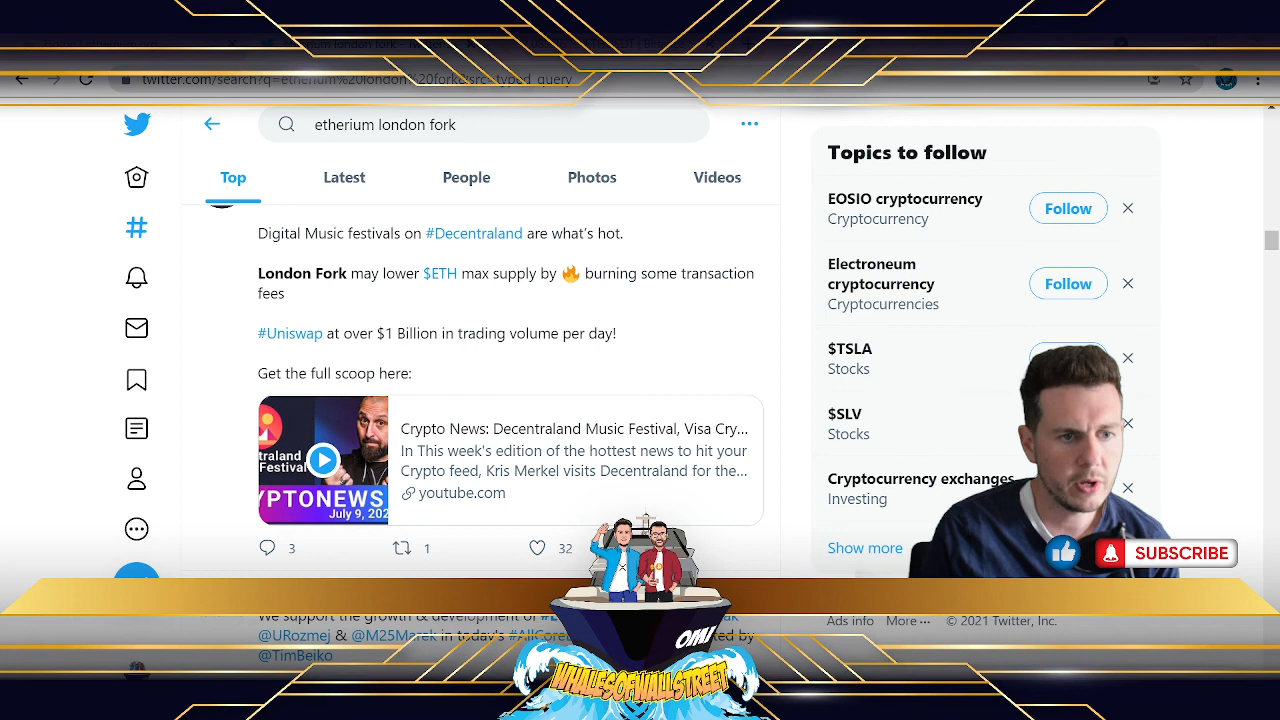 twitter.com/search?q=etherium%20london%20fork&src=typed_query
etherium london fork
Top
Latest
People
Photos
Videos
Digital Music festivals on #Decentraland are what's hot.
London Fork may lower $ETH max supply by 🔥 burning some transaction
fees
#Uniswap at over $1 Billion in trading volume per day!
Get the full scoop here:
Crypto News: Decentraland Music Festival, Visa Cry...
In This week's edition of the hottest news to hit your
Crypto feed, Kris Merkel visits Decentraland for the...
youtube.com
traland
Festival
YPTONEWS
July 9, 202
3
1
32
We support the growth & development of
@URozmej & @M25Marek in today's #AllCore
ted by
@TimBeiko
Topics to follow
EOSIO cryptocurrency
Cryptocurrency
Follow
Electroneum
cryptocurrency
Cryptocurrencies
Follow
$TSLA
Stocks
$SLV
Stocks
Cryptocurrency exchanges
Investing
Show more
SUBSCRIBE
Ads info More ··· © 2021 Twitter, Inc.
OMI
WHALESOFWALLSTREET